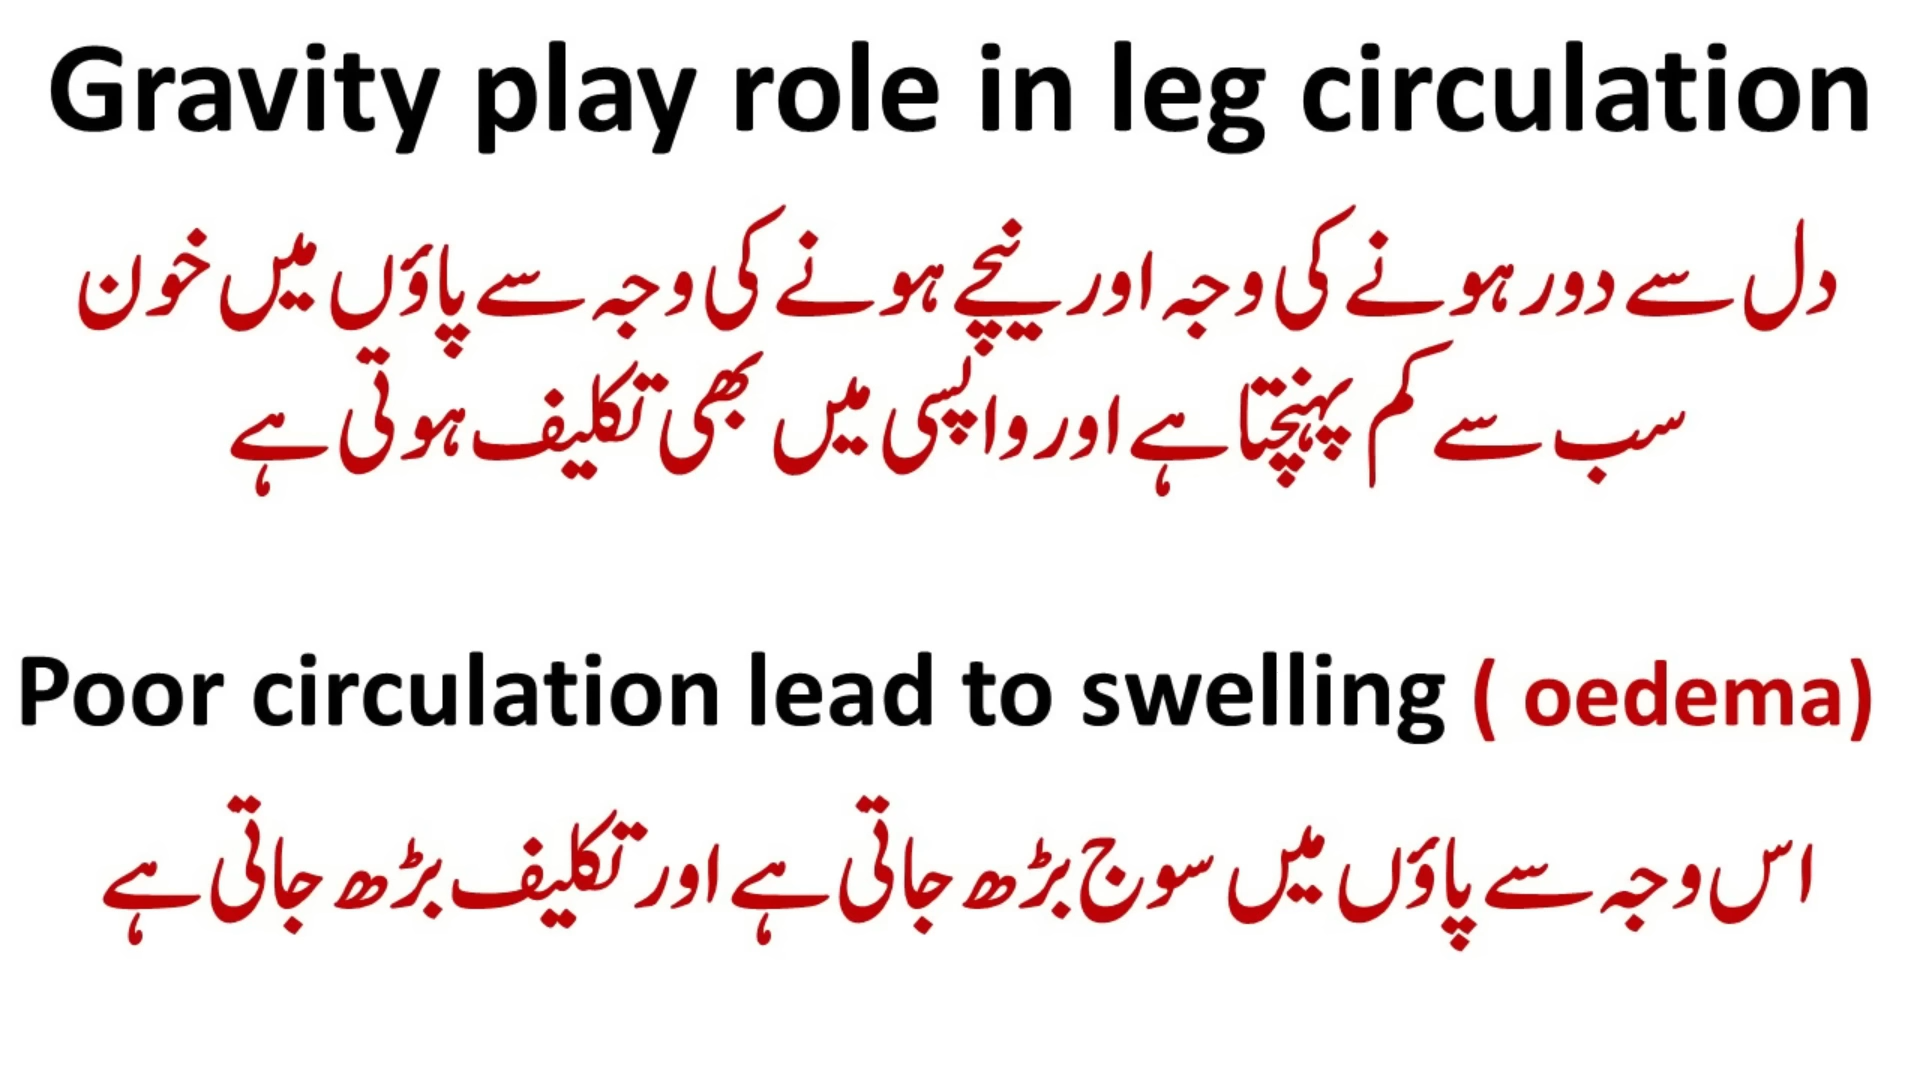 Gravity play role in leg circulation
دل سے دور ہونے کی وجہ اور نیچے ہونے کی وجہ سے پاؤں میں خون
سب سے کم پہنچتا ہے اور واپسی میں بھی تکلیف ہوتی ہے
Poor circulation lead to swelling ( oedema)
اس وجہ سے پاؤں میں سوج بڑھ جاتی ہے اور تکلیف بڑھ جاتی ہے